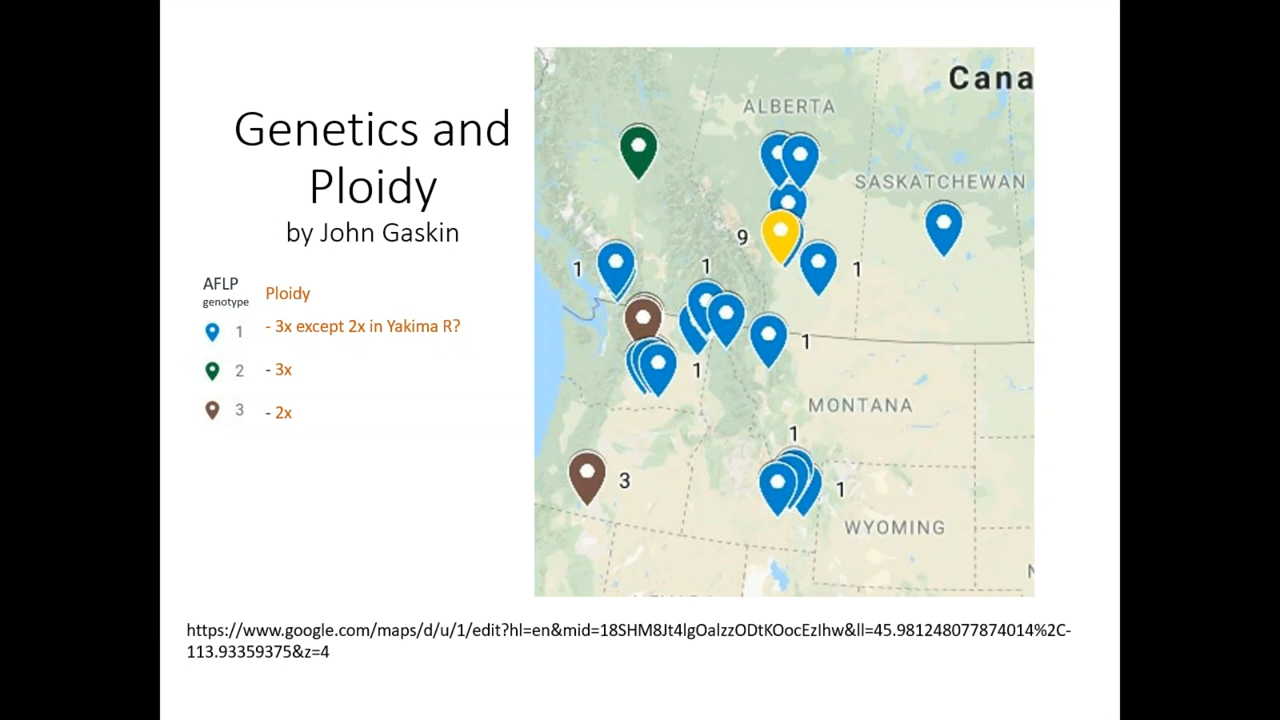 Genetics and
Ploidy
by John Gaskin
AFLP
genotype
Ploidy
1 - 3x except 2x in Yakima R?
2 - 3x
3 - 2x
Cana
ALBERTA
SASKATCHEWAN
9
1
1
1
1
1
MONTANA
1
3
1
WYOMING
N
https://www.google.com/maps/d/u/1/edit?hl=en&mid=18SHM8Jt4lgOalzzODtKOocEzIhw&ll=45.981248077874014%2C-
113.93359375&z=4